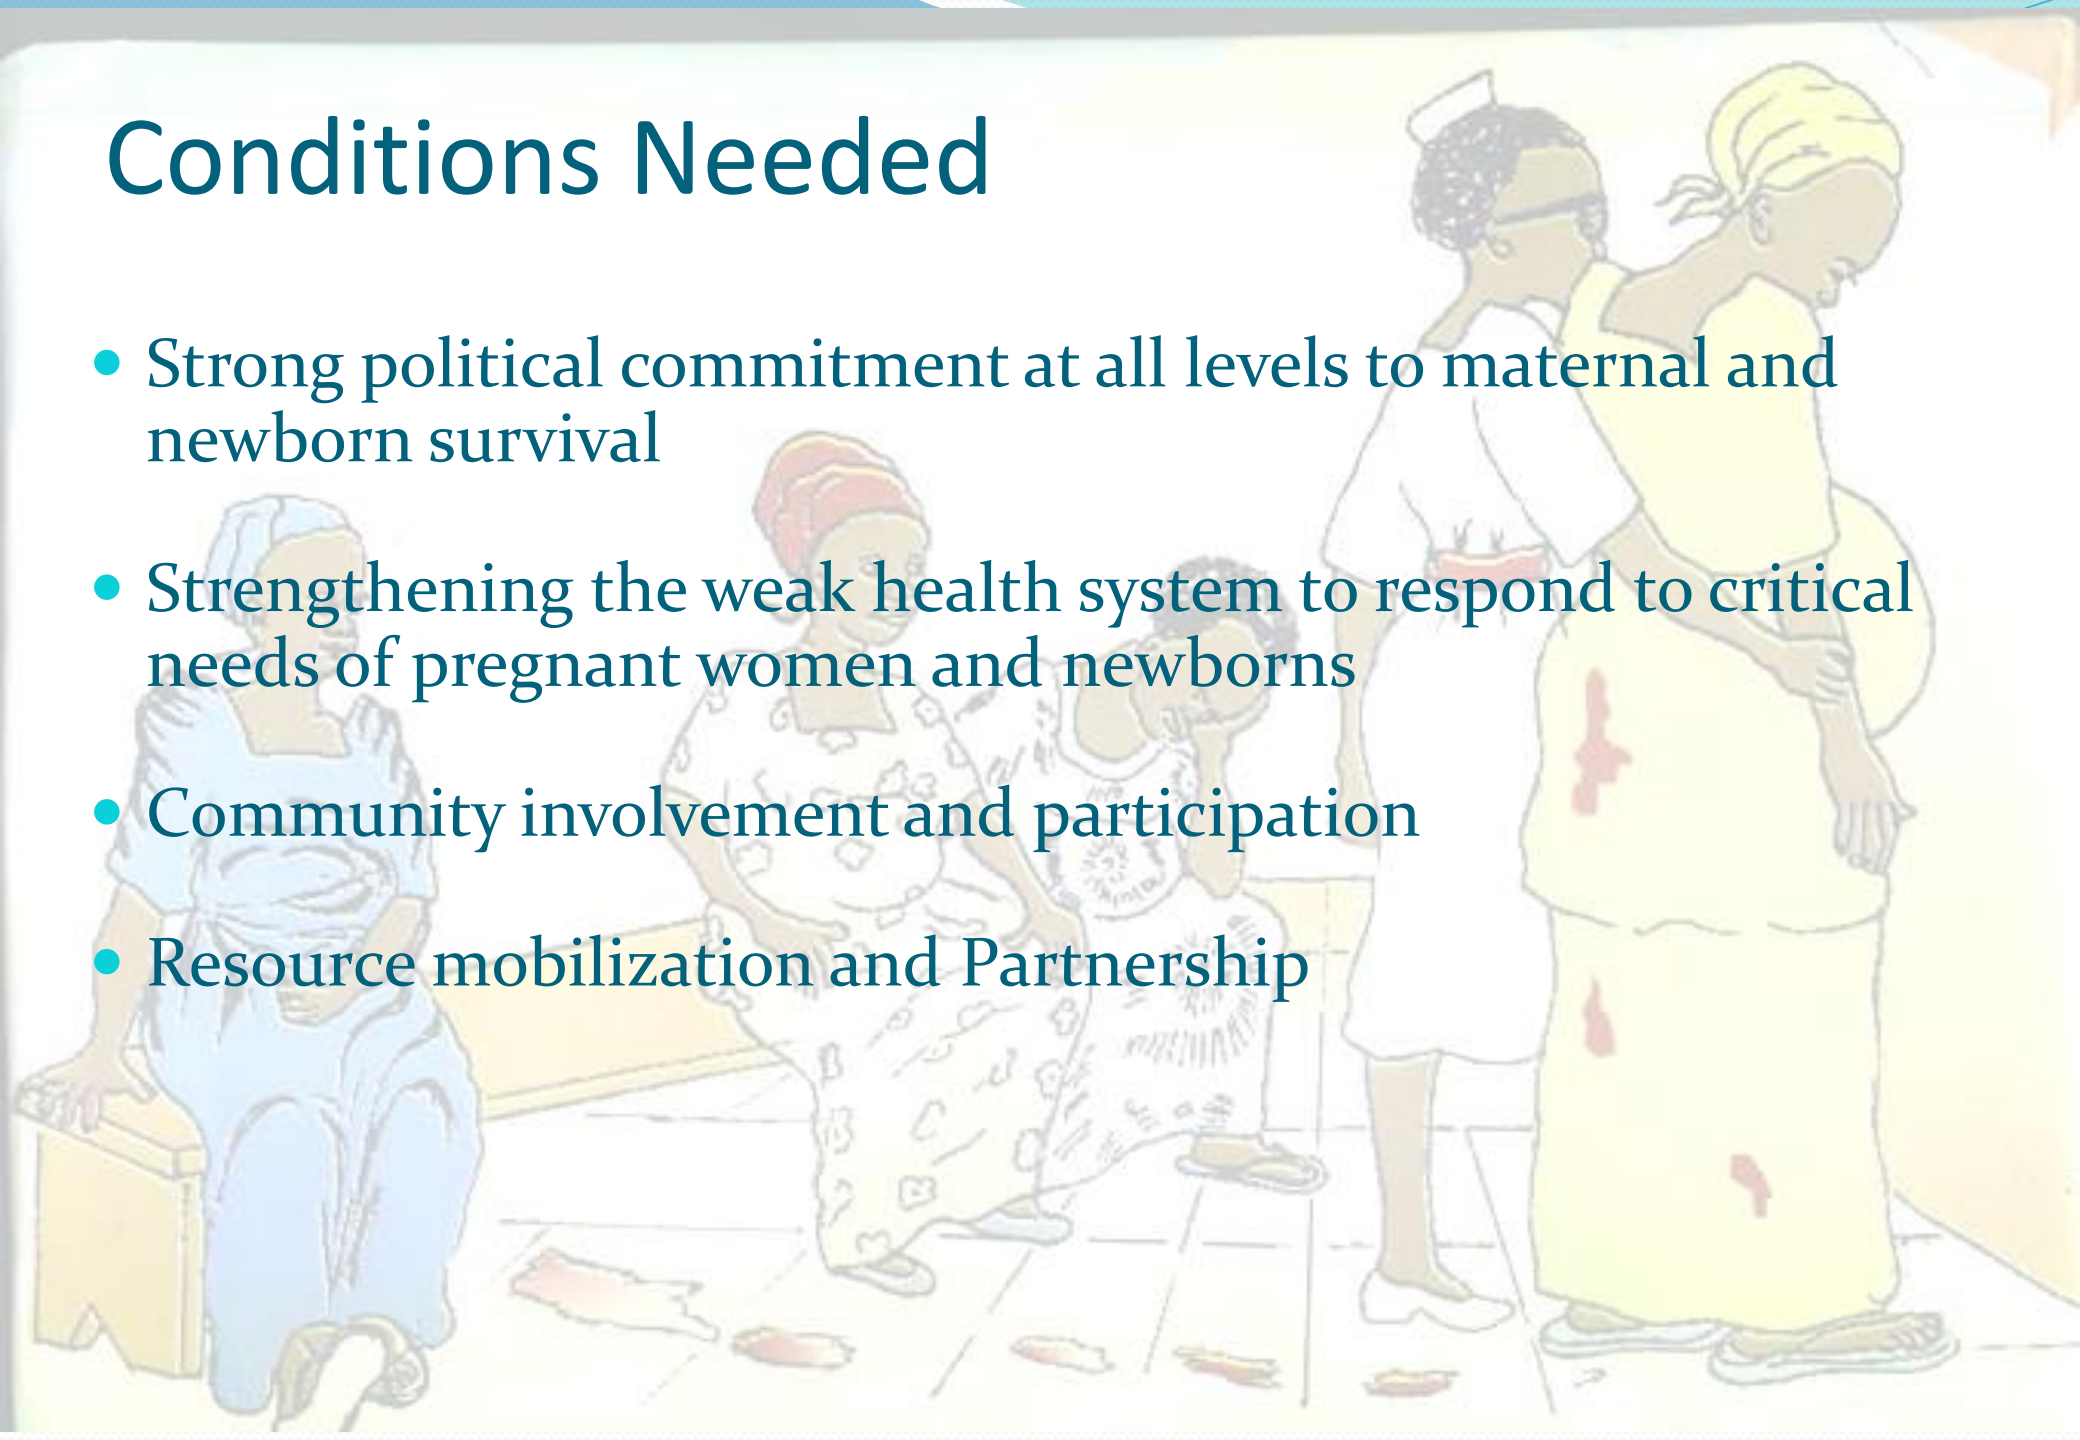 Conditions Needed
• Strong political commitment at all levels to maternal and
newborn survival
• Strengthening the weak health system to respond to critical
needs of pregnant women and newborns
• Community involvement and participation
• Resource mobilization and Partnership